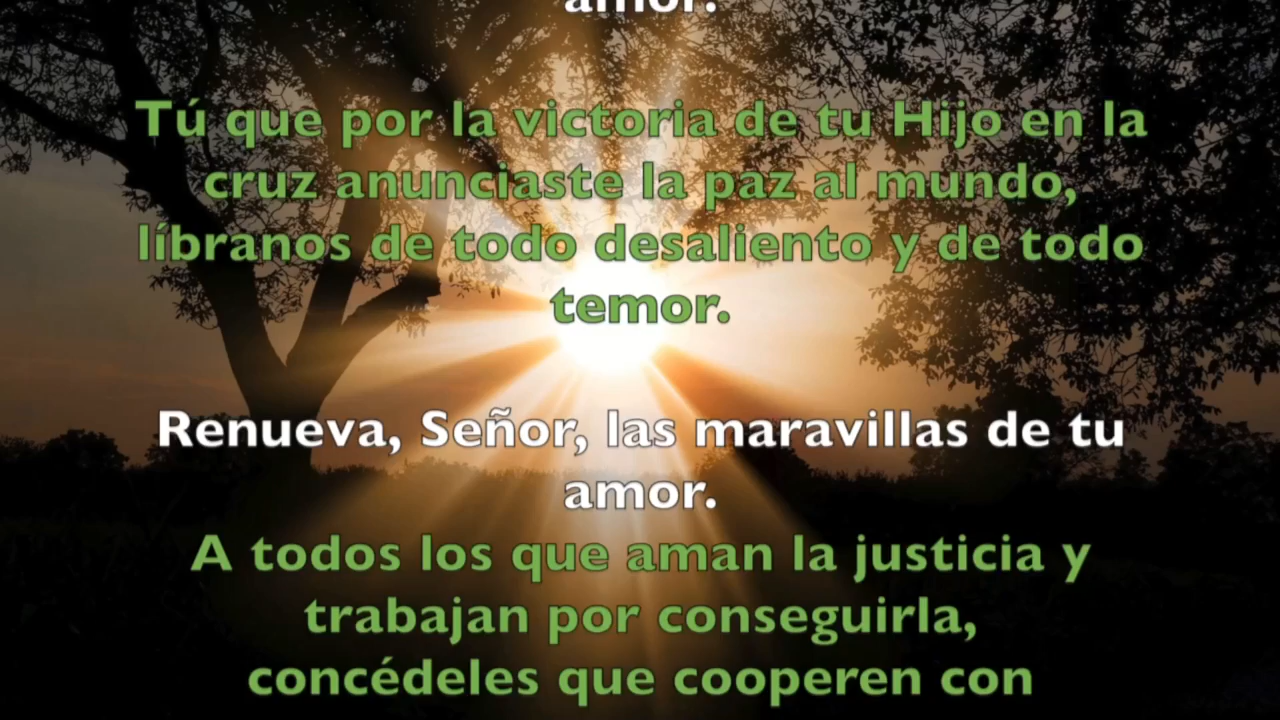 amor.
Tú que por la victoria de tu Hijo en la
cruz anunciaste la paz al mundo,
líbranos de todo desaliento y de todo
temor.
Renueva, Señor, las maravillas de tu
amor.
A todos los que aman la justicia y
trabajan por conseguirla,
concédeles que cooperen con